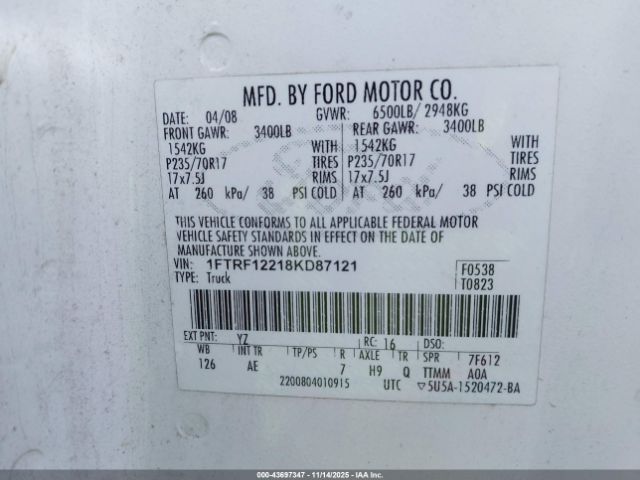 MFD. BY FORD MOTOR CO.
DATE: 04/08 GVWR: 6500LB/ 2948KG
FRONT GAWR: 3400LB REAR GAWR: 3400LB
1542KG WITH 1542KG WITH
P235/70R17 TIRES P235/70R17 TIRES
17x7.5J RIMS 17x7.5J RIMS
AT 260 kPa/ 38 PSI COLD AT 260 kPa/ 38 PSI COLD
THIS VEHICLE CONFORMS TO ALL APPLICABLE FEDERAL MOTOR
VEHICLE SAFETY STANDARDS IN EFFECT ON THE DATE OF
MANUFACTURE SHOWN ABOVE.
VIN: 1FTRF12218KD87121 F0538
TYPE: Truck T0823
EXT PNT: YZ RC: 16 DSO:
WB INT TR TP/PS R AXLE TR SPR 7F612
126 AE 7 H9 Q TTMM A0A
2200804010915 UTC ▽5U5A-1520472-BA
000-43697347 - 11/14/2025 - IAA, Inc.